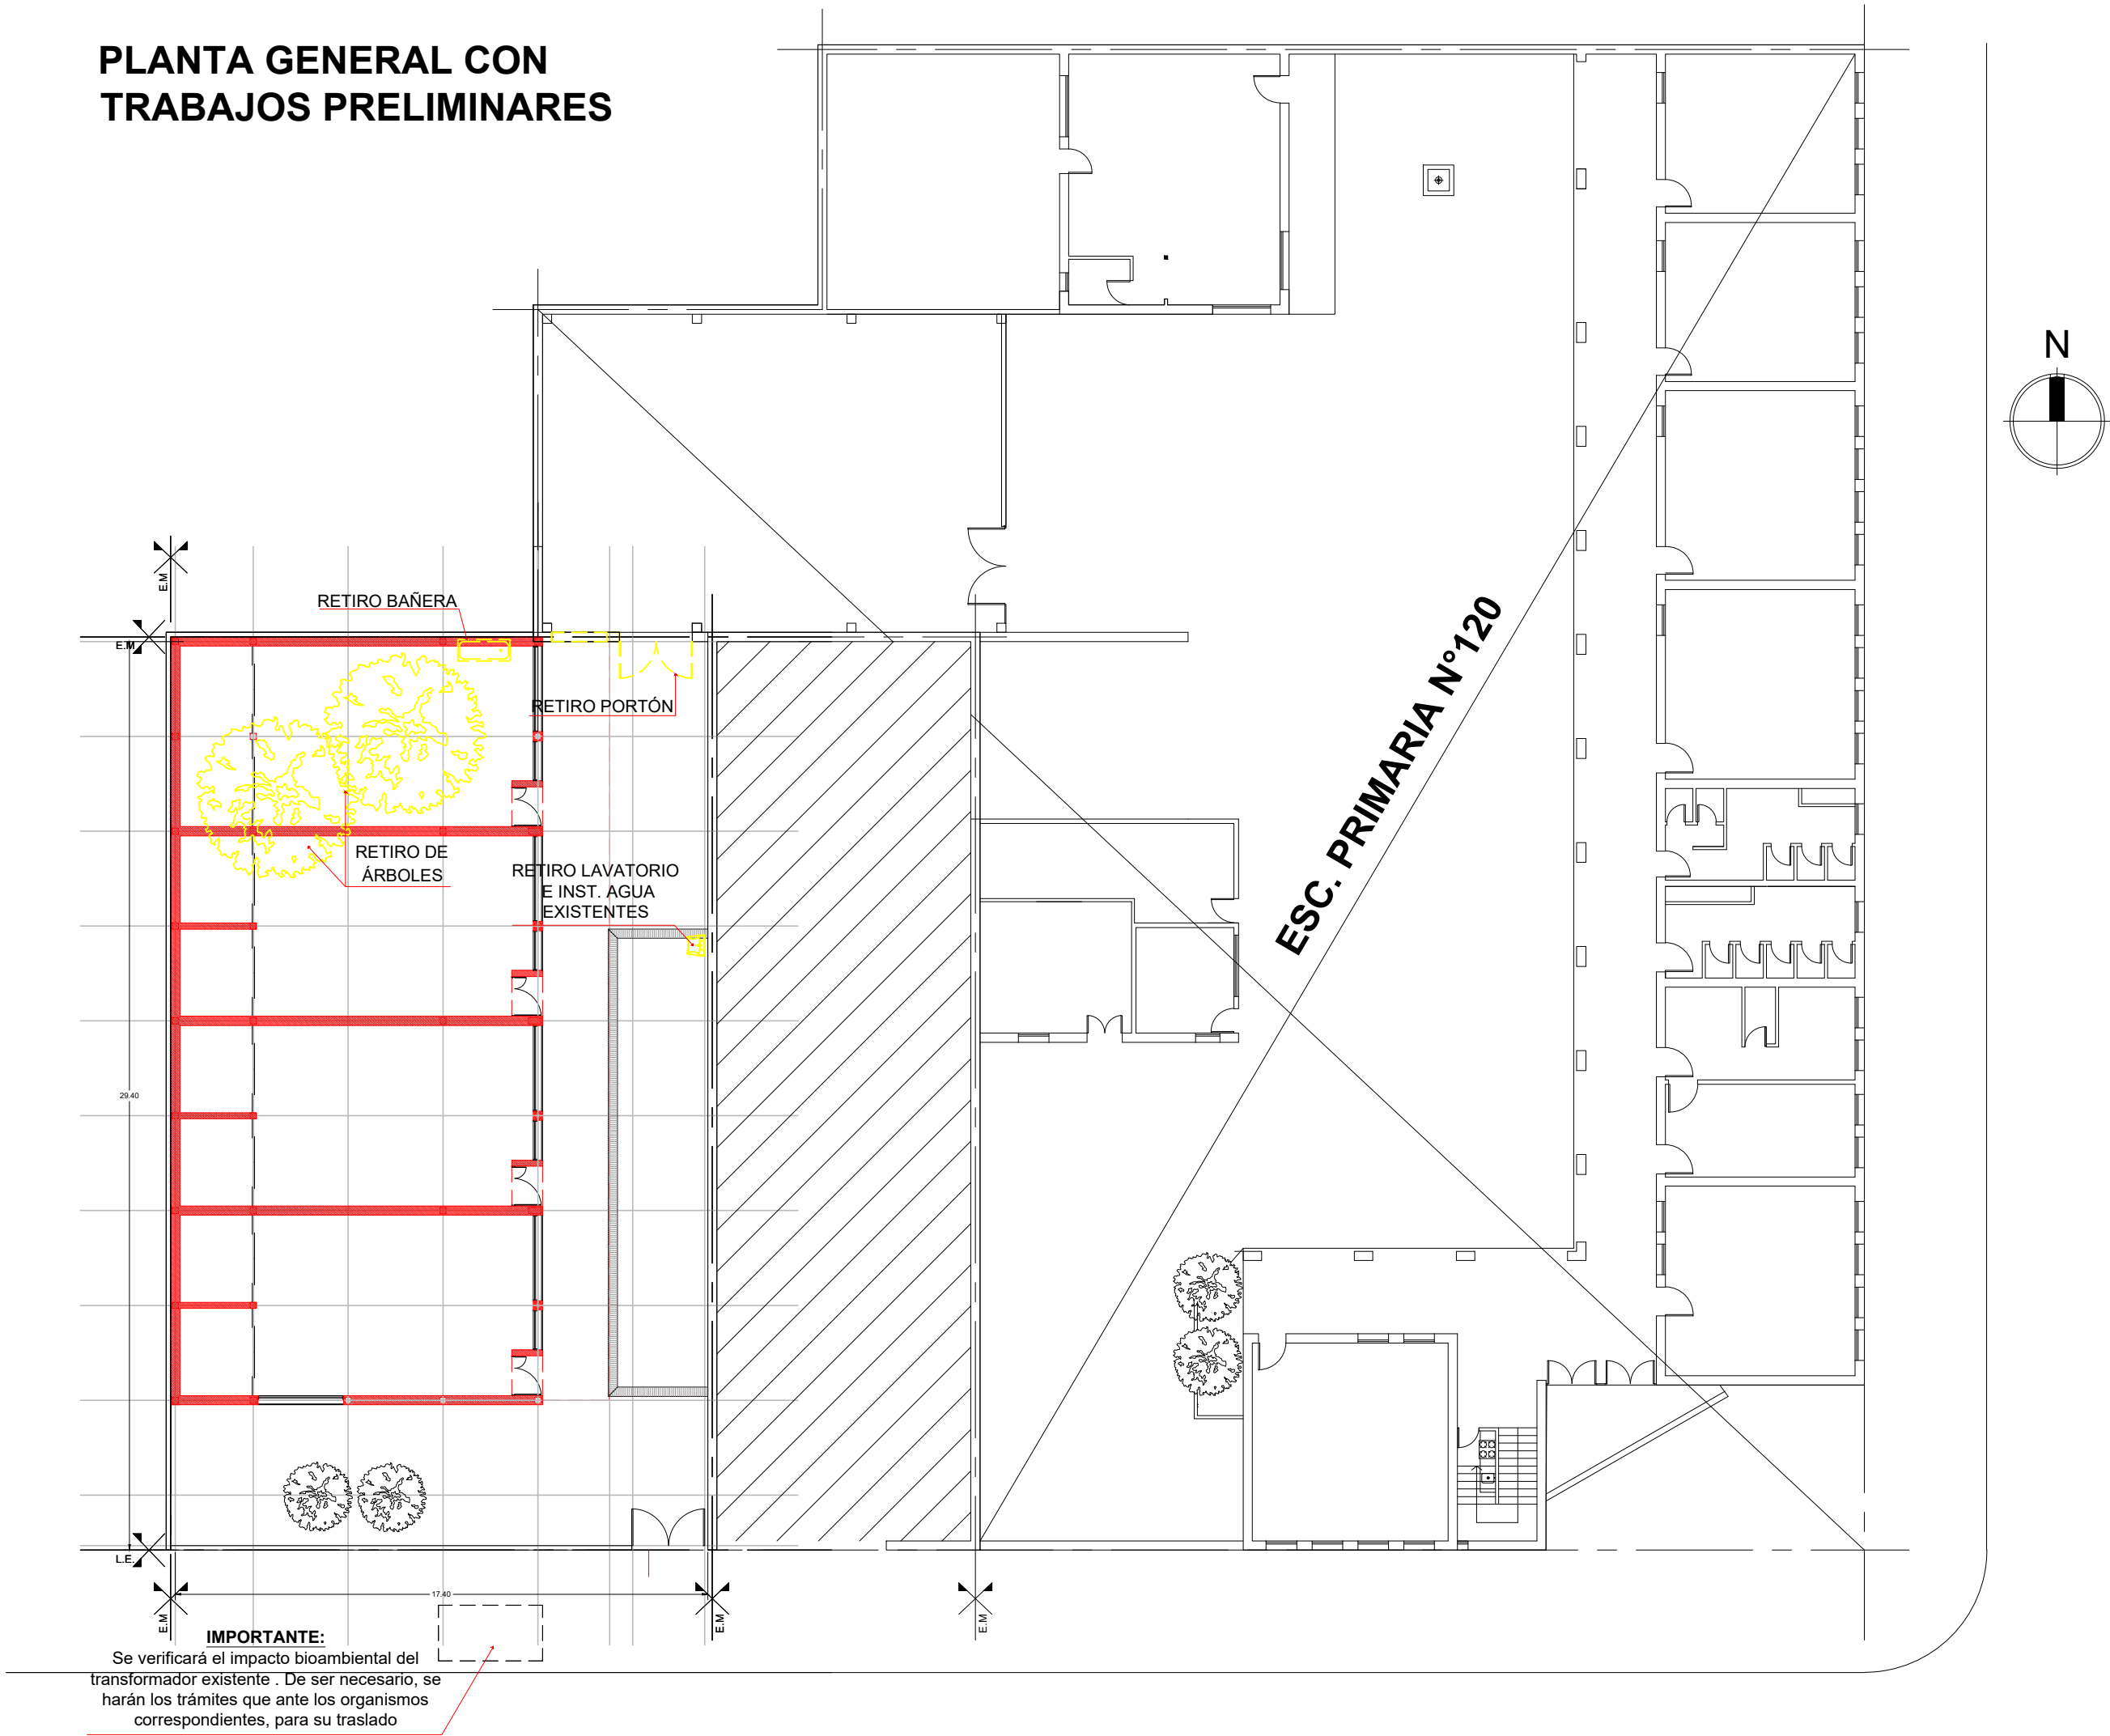 PLANTA GENERAL CON
TRABAJOS PRELIMINARES
N
E.M
RETIRO BAÑERA
E.M
RETIRO PORTÓN
ESC. PRIMARIA N°120
RETIRO DE
ÁRBOLES
RETIRO LAVATORIO
E INST. AGUA
EXISTENTES
29.40
L.E.
17.40
E.M
E.M
E.M
IMPORTANTE:
Se verificará el impacto bioambiental del
transformador existente . De ser necesario, se
harán los trámites que ante los organismos
correspondientes, para su traslado